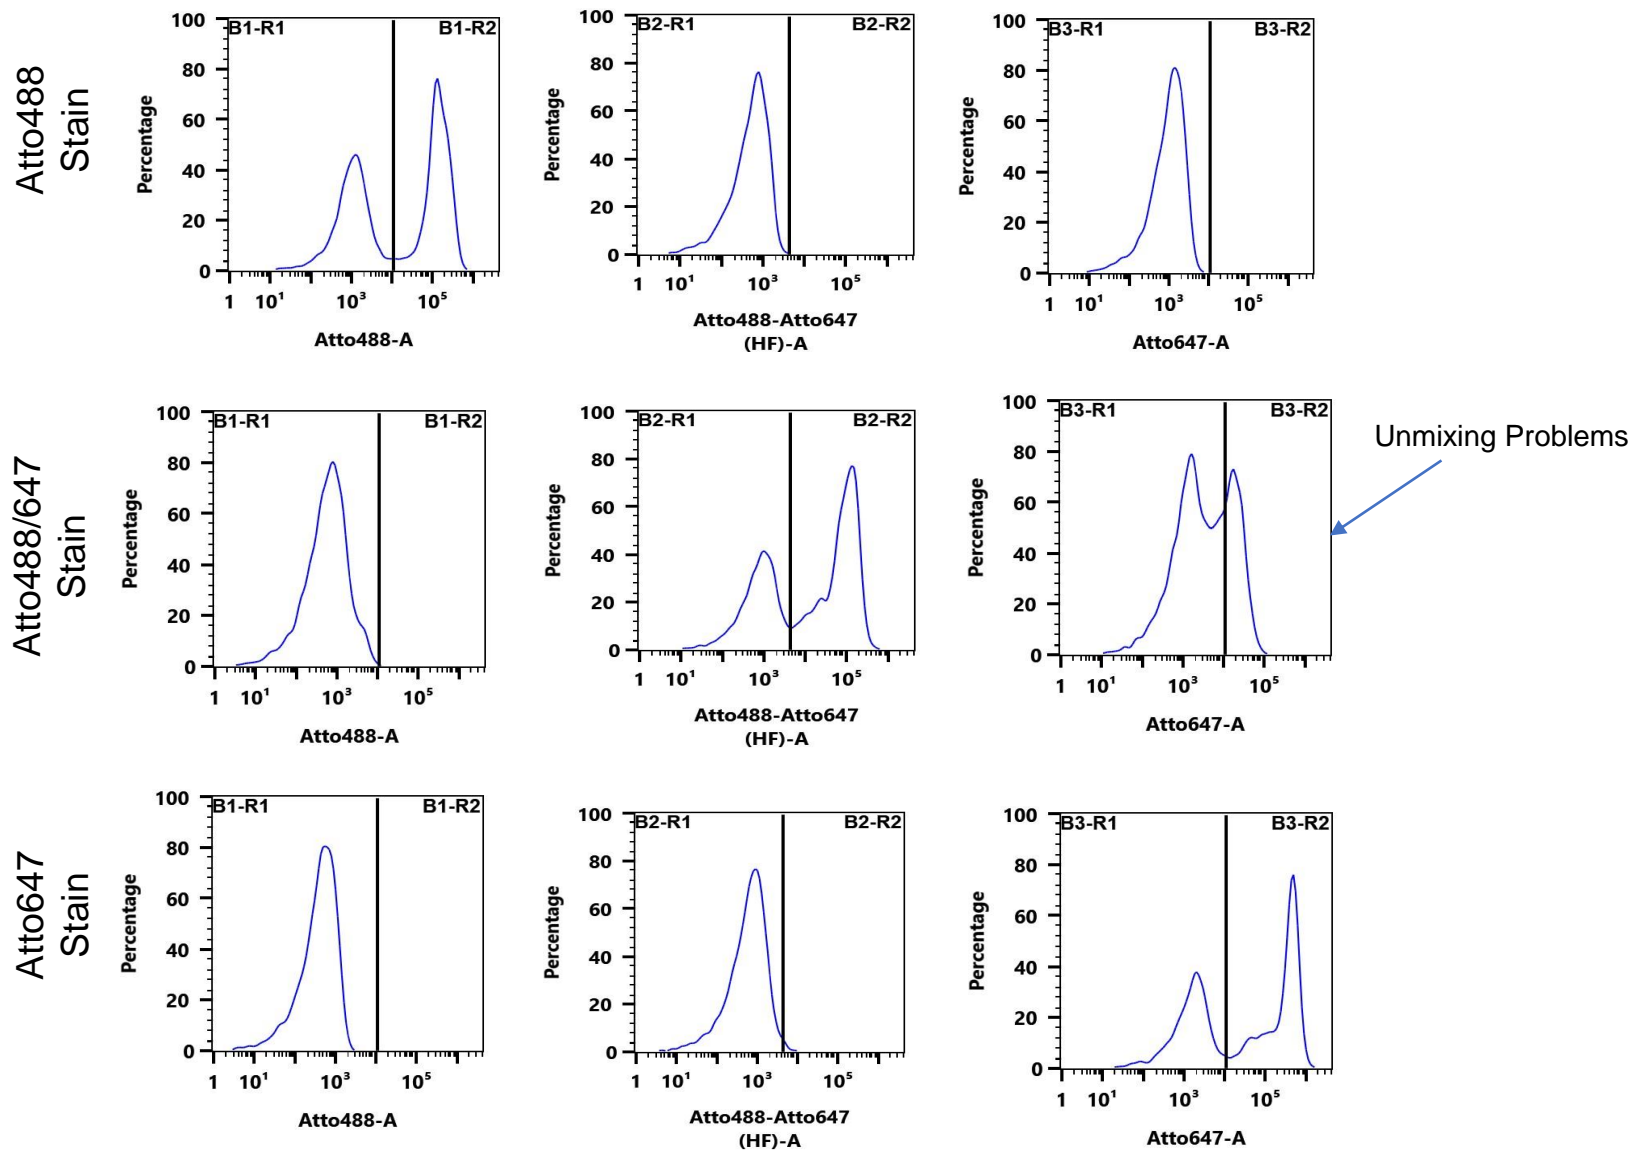 Atto488
Stain
B1-R1 B1-R2
100
80
60
40
20
0
Percentage
1 10¹ 10³ 10⁵
Atto488-A
B2-R1 B2-R2
100
80
60
40
20
0
Percentage
1 10¹ 10³ 10⁵
Atto488-Atto647
(HF)-A
B3-R1 B3-R2
100
80
60
40
20
0
Percentage
1 10¹ 10³ 10⁵
Atto647-A
Atto488/647
Stain
B1-R1 B1-R2
100
80
60
40
20
0
Percentage
1 10¹ 10³ 10⁵
Atto488-A
B2-R1 B2-R2
100
80
60
40
20
0
Percentage
1 10¹ 10³ 10⁵
Atto488-Atto647
(HF)-A
B3-R1 B3-R2
100
80
60
40
20
0
Percentage
1 10¹ 10³ 10⁵
Atto647-A
Unmixing Problems
Atto647
Stain
B1-R1 B1-R2
100
80
60
40
20
0
Percentage
1 10¹ 10³ 10⁵
Atto488-A
B2-R1 B2-R2
100
80
60
40
20
0
Percentage
1 10¹ 10³ 10⁵
Atto488-Atto647
(HF)-A
B3-R1 B3-R2
100
80
60
40
20
0
Percentage
1 10¹ 10³ 10⁵
Atto647-A